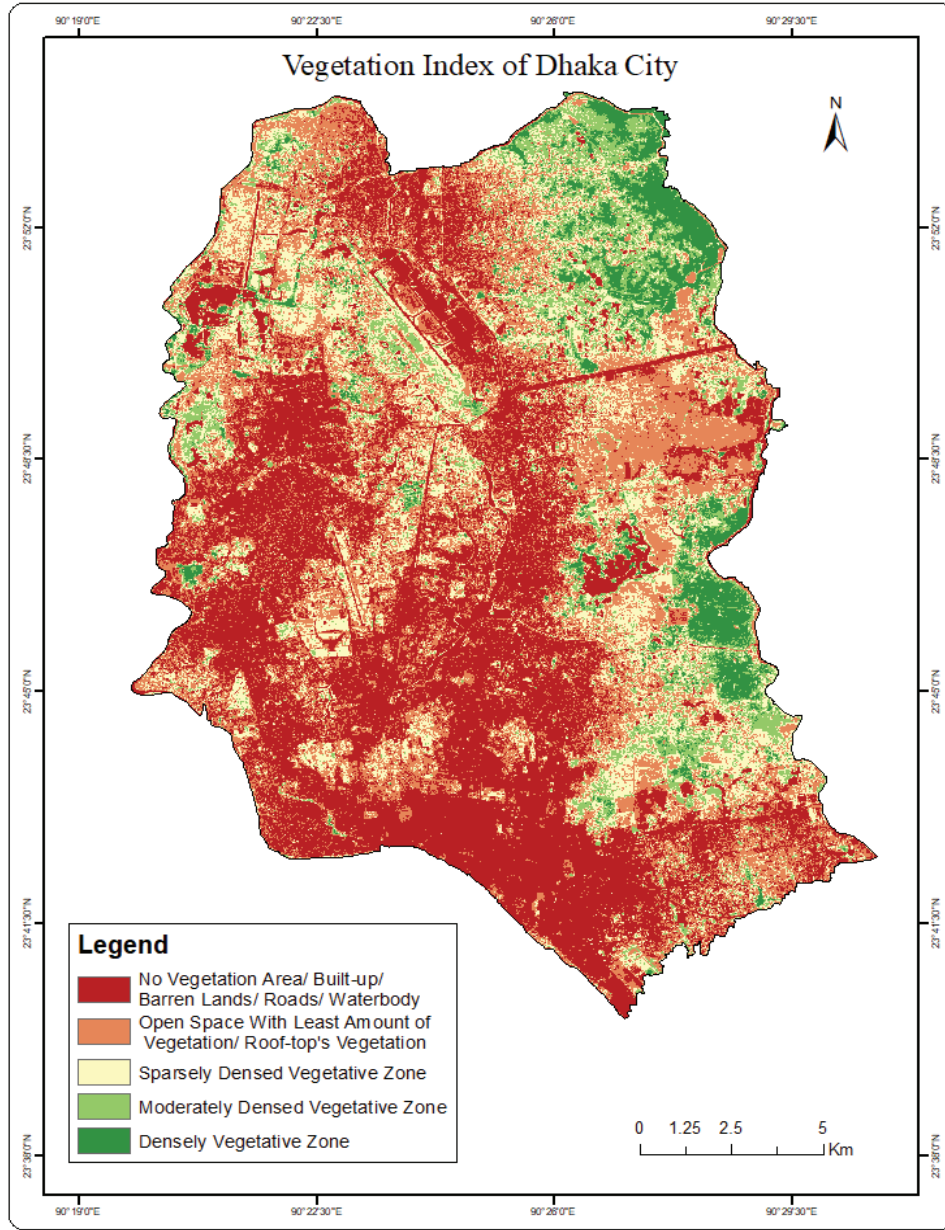 90°19'0"E 90°22'30"E 90°26'0"E 90°29'30"E
Vegetation Index of Dhaka City
N
23°52'0"N 23°52'0"N
23°48'30"N 23°48'30"N
23°45'0"N 23°45'0"N
23°41'30"N 23°41'30"N
Legend
No Vegetation Area/ Built-up/
Barren Lands/ Roads/ Waterbody
Open Space With Least Amount of
Vegetation/ Roof-top's Vegetation
Sparsely Densed Vegetative Zone
Moderately Densed Vegetative Zone
Densely Vegetative Zone
0 1.25 2.5 5
Km
23°38'0"N 23°38'0"N
90°19'0"E 90°22'30"E 90°26'0"E 90°29'30"E